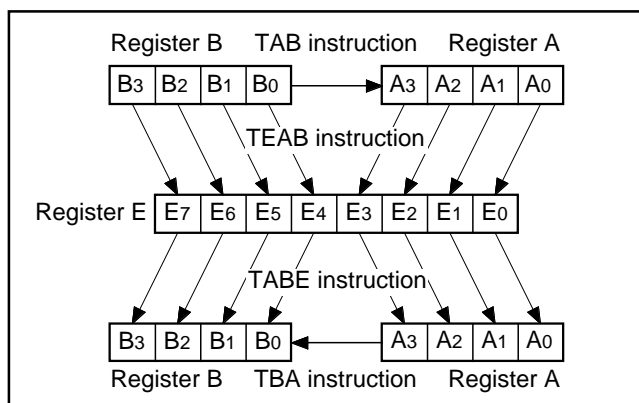 Register B TAB instruction Register A
B3 B2 B1 B0 A3 A2 A1 A0
TEAB instruction
Register E E7 E6 E5 E4 E3 E2 E1 E0
TABE instruction
B3 B2 B1 B0 A3 A2 A1 A0
Register B TBA instruction Register A